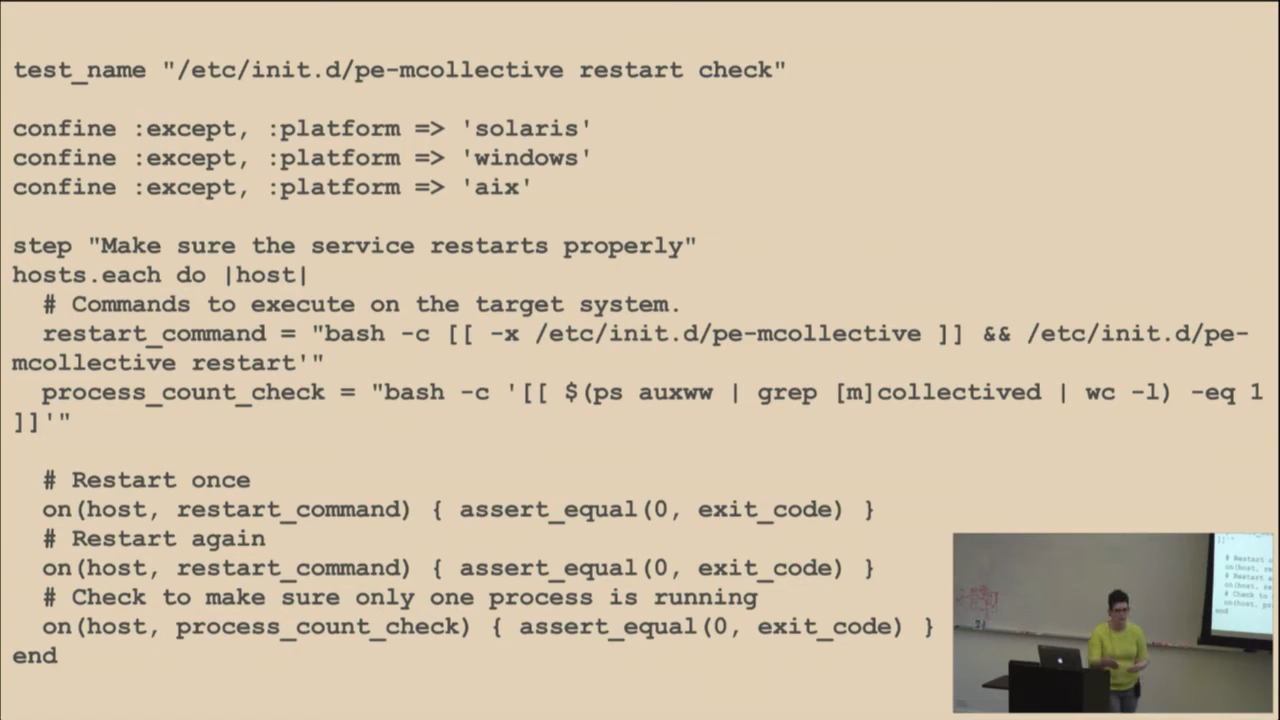 test_name "/etc/init.d/pe-mcollective restart check"
confine :except, :platform => 'solaris'
confine :except, :platform => 'windows'
confine :except, :platform => 'aix'
step "Make sure the service restarts properly"
hosts.each do |host|
# Commands to execute on the target system.
restart_command = "bash -c [[ -x /etc/init.d/pe-mcollective ]] && /etc/init.d/pe-
mcollective restart'"
process_count_check = "bash -c '[[ $(ps auxww | grep [m]collectived | wc -l) -eq 1
]]'"
# Restart once
on(host, restart_command) { assert_equal(0, exit_code) }
# Restart again
on(host, restart_command) { assert_equal(0, exit_code) }
# Check to make sure only one process is running
on(host, process_count_check) { assert_equal(0, exit_code) }
end